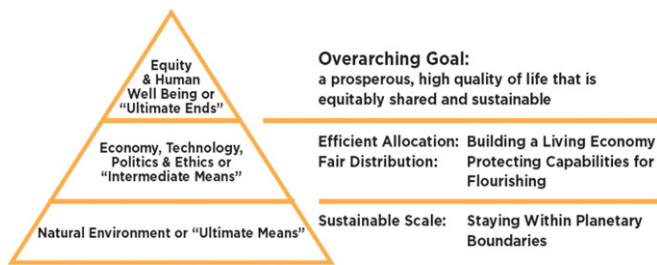 Equity
& Human
Well Being or
“Ultimate Ends”
Economy, Technology,
Politics & Ethics or
“Intermediate Means”
Natural Environment or “Ultimate Means”
Overarching Goal:
a prosperous, high quality of life that is
equitably shared and sustainable
Efficient Allocation: Building a Living Economy
Fair Distribution: Protecting Capabilities for
Flourishing
Sustainable Scale: Staying Within Planetary
Boundaries